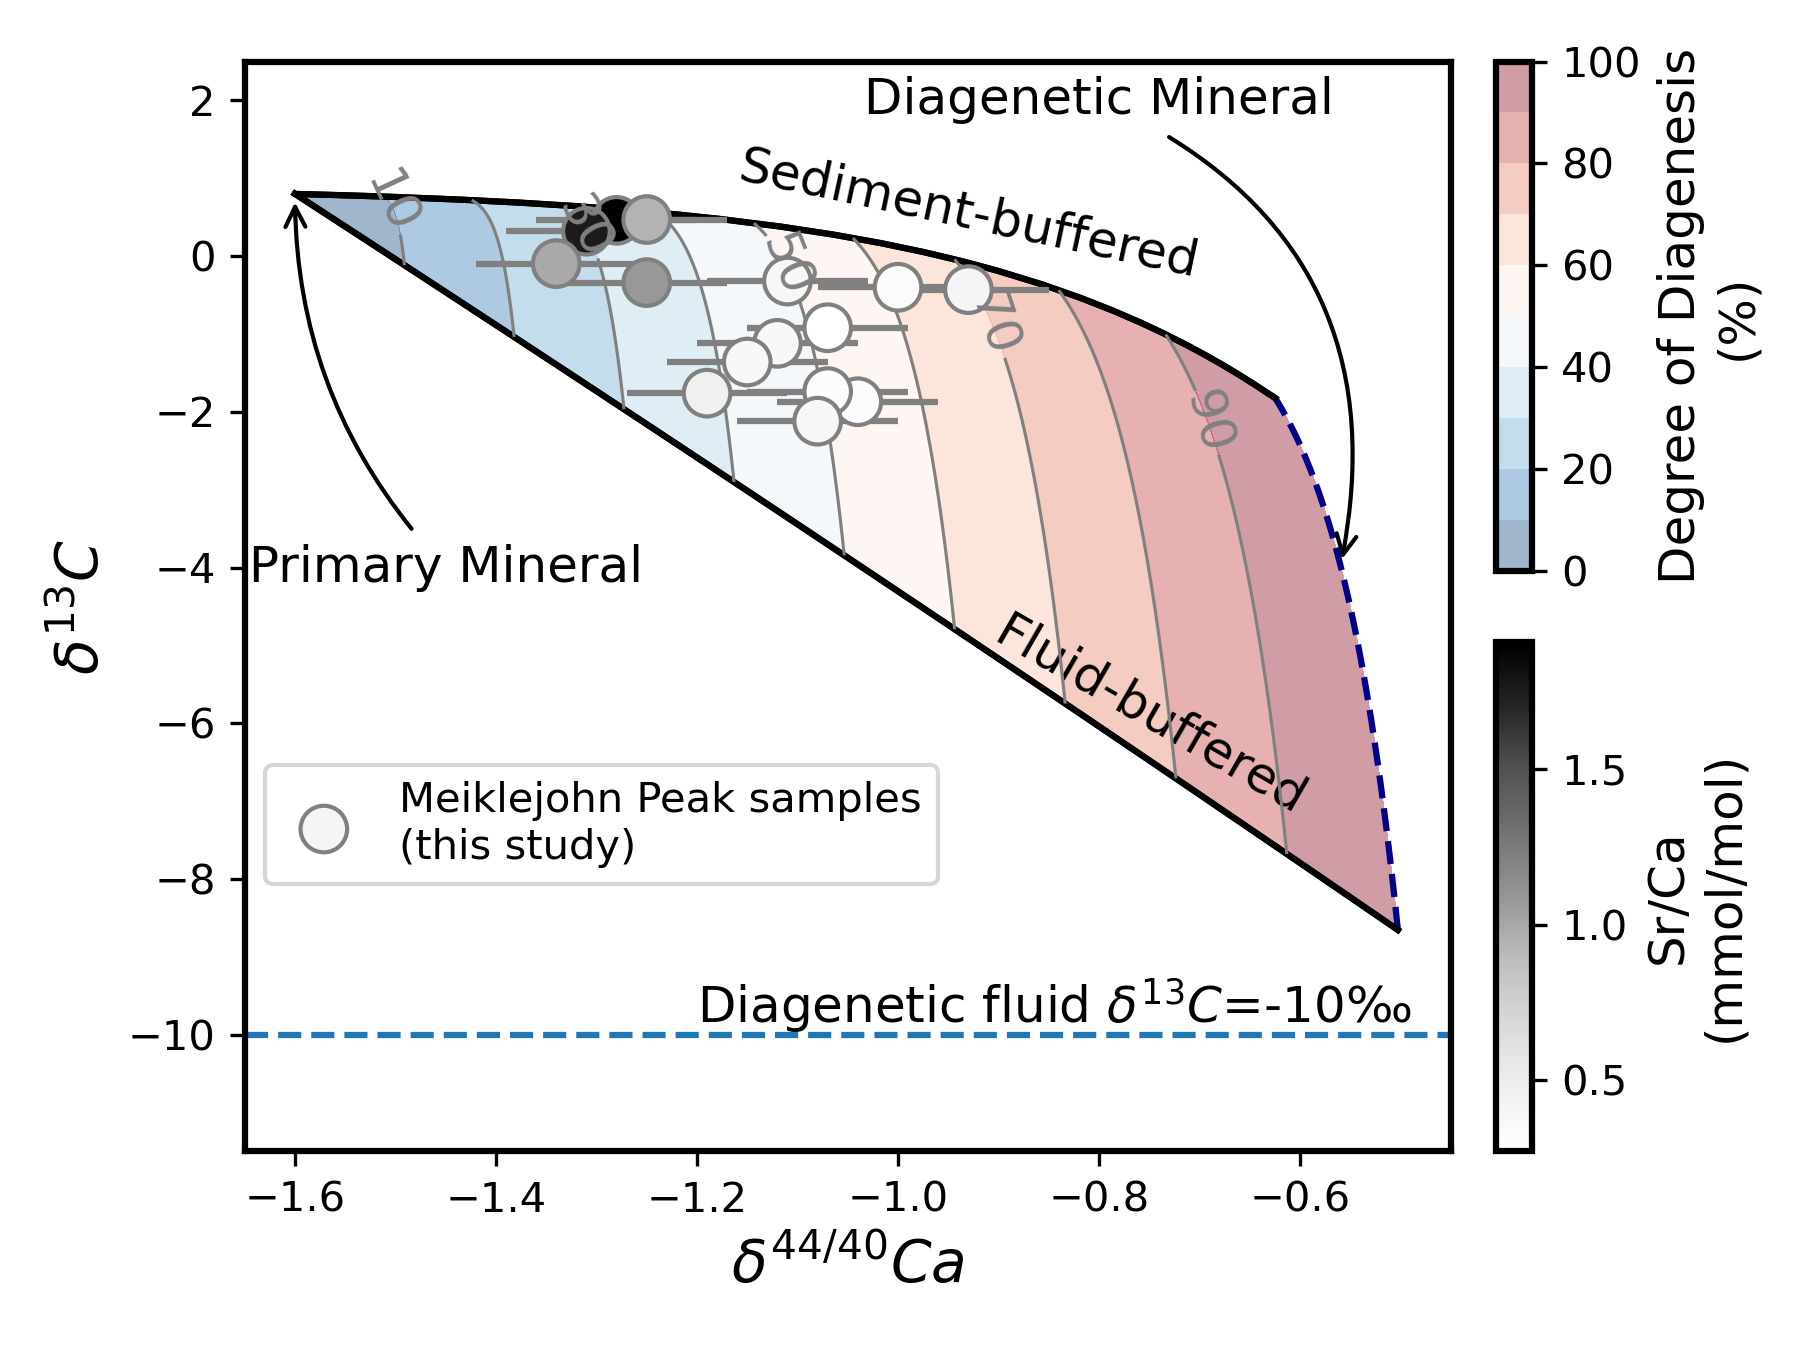 Diagenetic Mineral
Sediment-buffered
10
30
50
70
90
Primary Mineral
Fluid-buffered
Meiklejohn Peak samples
(this study)
Diagenetic fluid δ¹³C=-10‰
2
0
−2
−4
−6
−8
−10
δ¹³C
−1.6
−1.4
−1.2
−1.0
−0.8
−0.6
δ⁴⁴ᐟ⁴⁰Ca
100
80
60
40
20
0
Degree of Diagenesis
(%)
1.5
1.0
0.5
Sr/Ca
(mmol/mol)